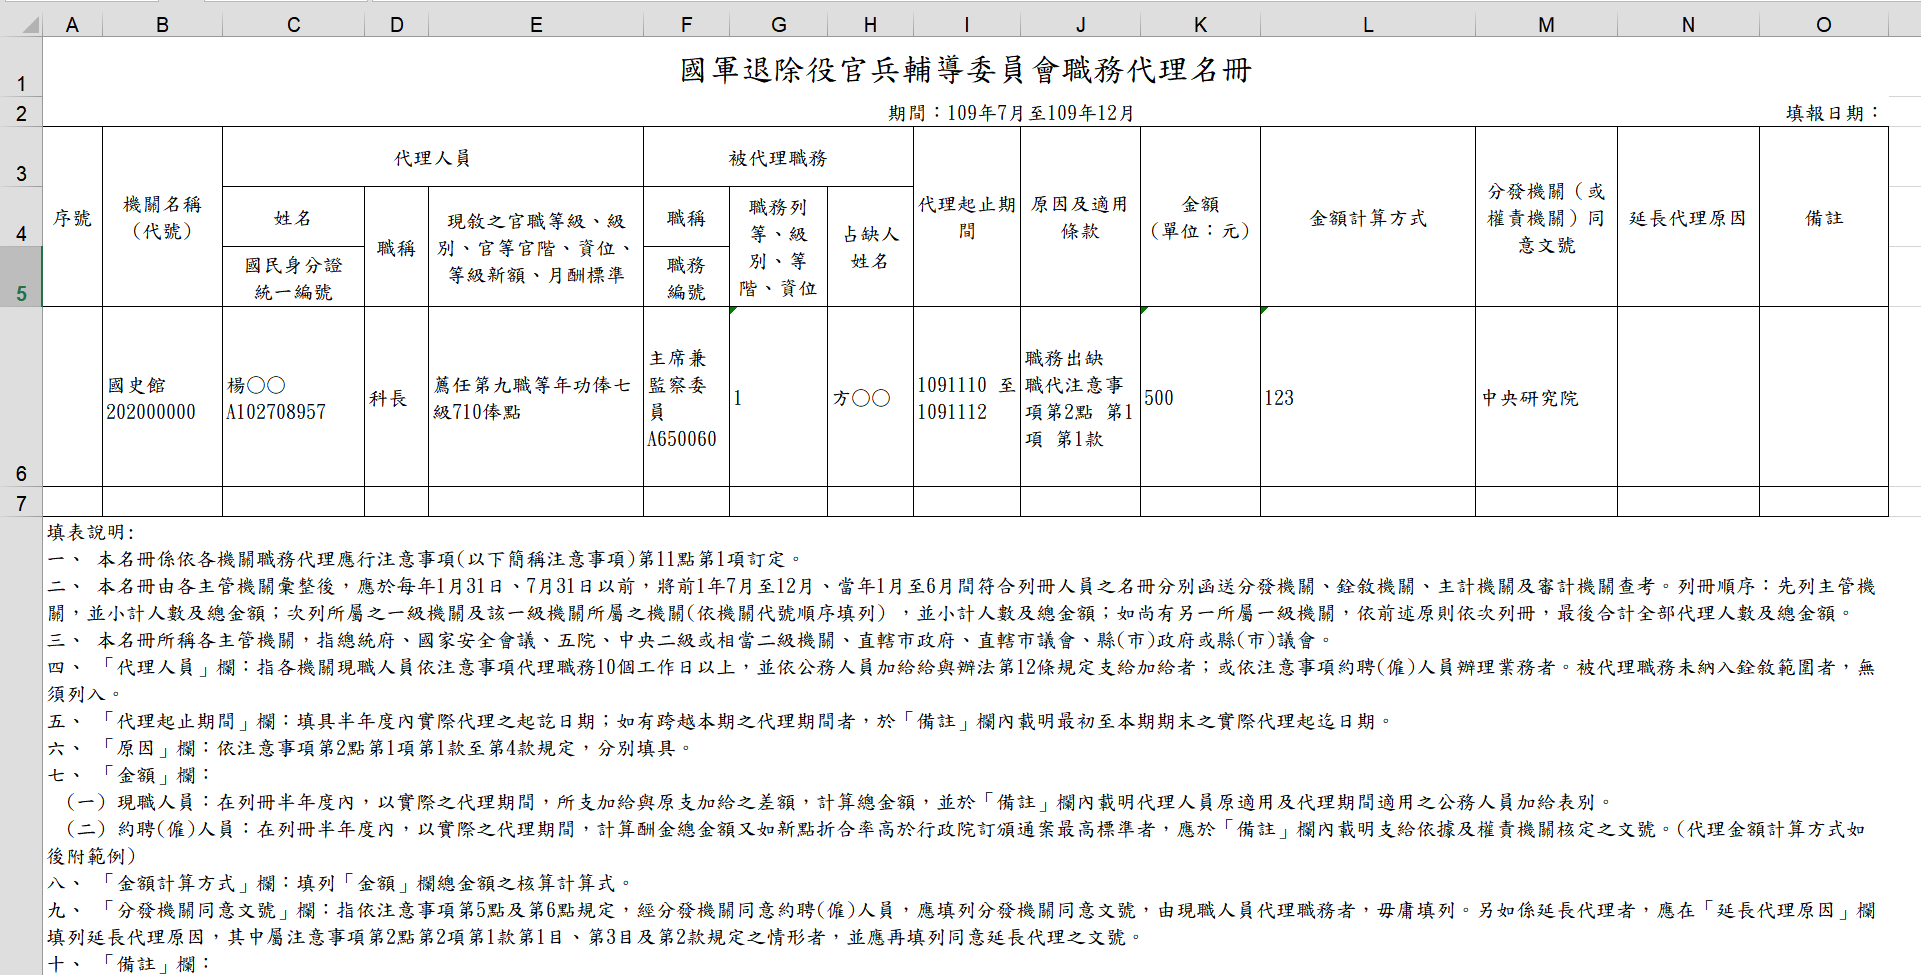 A B C D E F G H I J K L M N O
1
國軍退除役官兵輔導委員會職務代理名冊
2
期間：109年7月至109年12月
填報日期：
3
代理人員
被代理職務
4
5
序號
機關名稱
（代號）
姓名
國民身分證
統一編號
職稱
現敘之官職等級、級
別、官等官階、資位、
等級新額、月酬標準
職稱
職務
編號
職務列
等、級
別、等
階、資位
占缺人
姓名
代理起止期
間
原因及適用
條款
金額
（單位：元）
金額計算方式
分發機關（或
權責機關）同
意文號
延長代理原因
備註
6
國史館
202000000
楊〇〇
A102708957
科長
薦任第九職等年功俸七
級710俸點
主席兼
監察委
員
A650060
1
方〇〇
1091110 至
1091112
職務出缺
職代注意事
項第2點 第1
項 第1款
500
123
中央研究院
7
填表說明:
一、 本名冊係依各機關職務代理應行注意事項(以下簡稱注意事項)第11點第1項訂定。
二、 本名冊由各主管機關彙整後，應於每年1月31日、7月31日以前，將前1年7月至12月、當年1月至6月間符合列冊人員之名冊分別函送分發機關、銓敘機關、主計機關及審計機關查考。列冊順序：先列主管機
關，並小計人數及總金額；次列所屬之一級機關及該一級機關所屬之機關(依機關代號順序填列) ，並小計人數及總金額；如尚有另一所屬一級機關，依前述原則依次列冊，最後合計全部代理人數及總金額。
三、 本名冊所稱各主管機關，指總統府、國家安全會議、五院、中央二級或相當二級機關、直轄市政府、直轄市議會、縣(市)政府或縣(市)議會。
四、 「代理人員」欄：指各機關現職人員依注意事項代理職務10個工作日以上，並依公務人員加給給與辦法第12條規定支給加給者；或依注意事項約聘(僱)人員辦理業務者。被代理職務未納入銓敘範圍者，無
須列入。
五、 「代理起止期間」欄：填具半年度內實際代理之起訖日期；如有跨越本期之代理期間者，於「備註」欄內載明最初至本期期末之實際代理起迄日期。
六、 「原因」欄：依注意事項第2點第1項第1款至第4款規定，分別填具。
七、 「金額」欄：
（一）現職人員：在列冊半年度內，以實際之代理期間，所支加給與原支加給之差額，計算總金額，並於「備註」欄內載明代理人員原適用及代理期間適用之公務人員加給表別。
（二）約聘(僱)人員：在列冊半年度內，以實際之代理期間，計算酬金總金額又如新點折合率高於行政院訂頒通案最高標準者，應於「備註」欄內載明支給依據及權責機關核定之文號。(代理金額計算方式如
後附範例)
八、 「金額計算方式」欄：填列「金額」欄總金額之核算計算式。
九、 「分發機關同意文號」欄：指依注意事項第5點及第6點規定，經分發機關同意約聘(僱)人員，應填列分發機關同意文號，由現職人員代理職務者，毋庸填列。另如係延長代理者，應在「延長代理原因」欄
填列延長代理原因，其中屬注意事項第2點第2項第1款第1目、第3目及第2款規定之情形者，並應再填列同意延長代理之文號。
十、 「備註」欄：